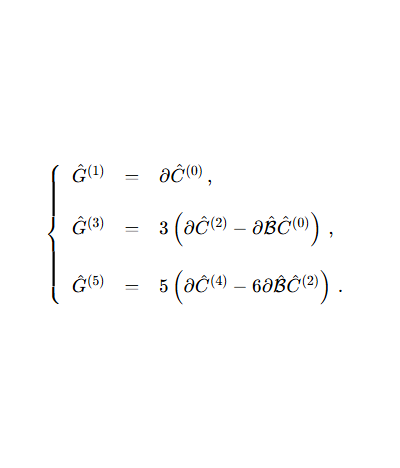 Ĝ⁽¹⁾ = ∂Ĉ⁽⁰⁾ ,
Ĝ⁽³⁾ = 3 (∂Ĉ⁽²⁾ − ∂ℬ̂Ĉ⁽⁰⁾) ,
Ĝ⁽⁵⁾ = 5 (∂Ĉ⁽⁴⁾ − 6∂ℬ̂Ĉ⁽²⁾) .